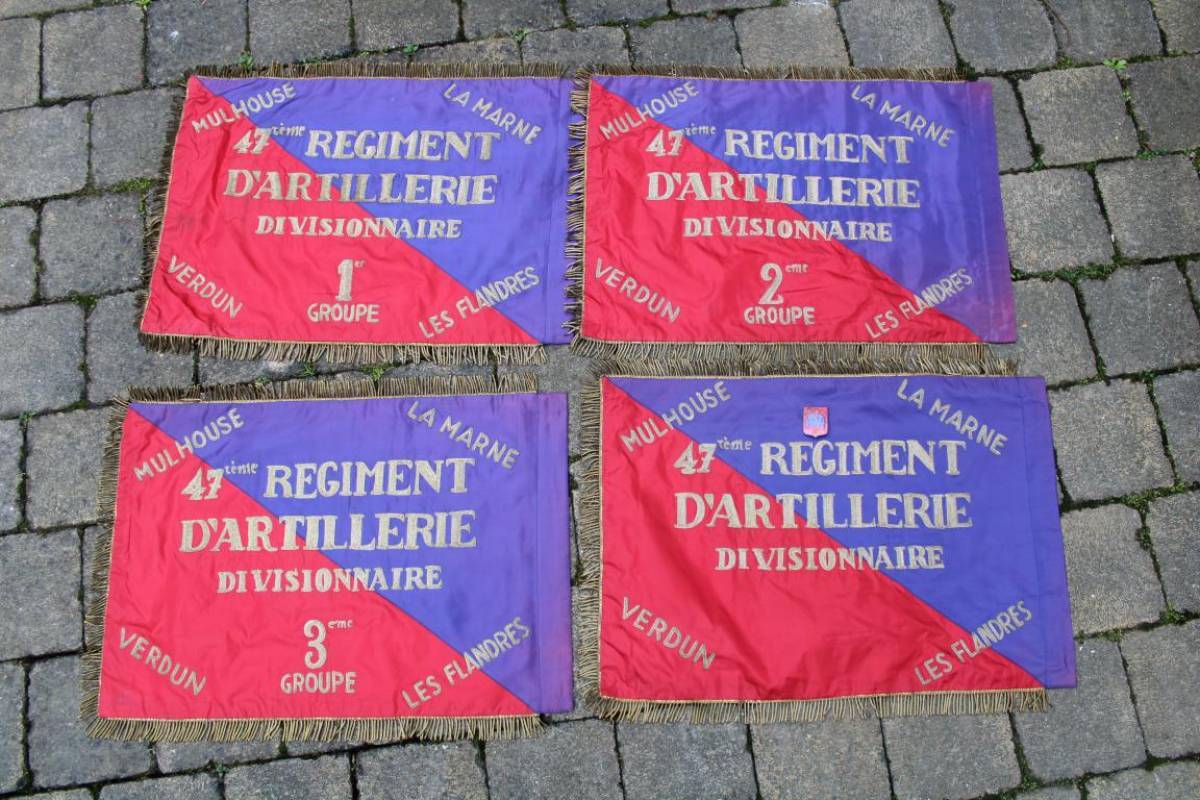 MULHOUSE
LA MARNE
47ème REGIMENT
D'ARTILLERIE
DIVISIONNAIRE
VERDUN
1er
GROUPE
LES FLANDRES
MULHOUSE
LA MARNE
47ème REGIMENT
D'ARTILLERIE
DIVISIONNAIRE
VERDUN
2eme
GROUPE
LES FLANDRES
MULHOUSE
LA MARNE
47ème REGIMENT
D'ARTILLERIE
DIVISIONNAIRE
VERDUN
3eme
GROUPE
LES FLANDRES
MULHOUSE
LA MARNE
47ème REGIMENT
D'ARTILLERIE
DIVISIONNAIRE
VERDUN
LES FLANDRES